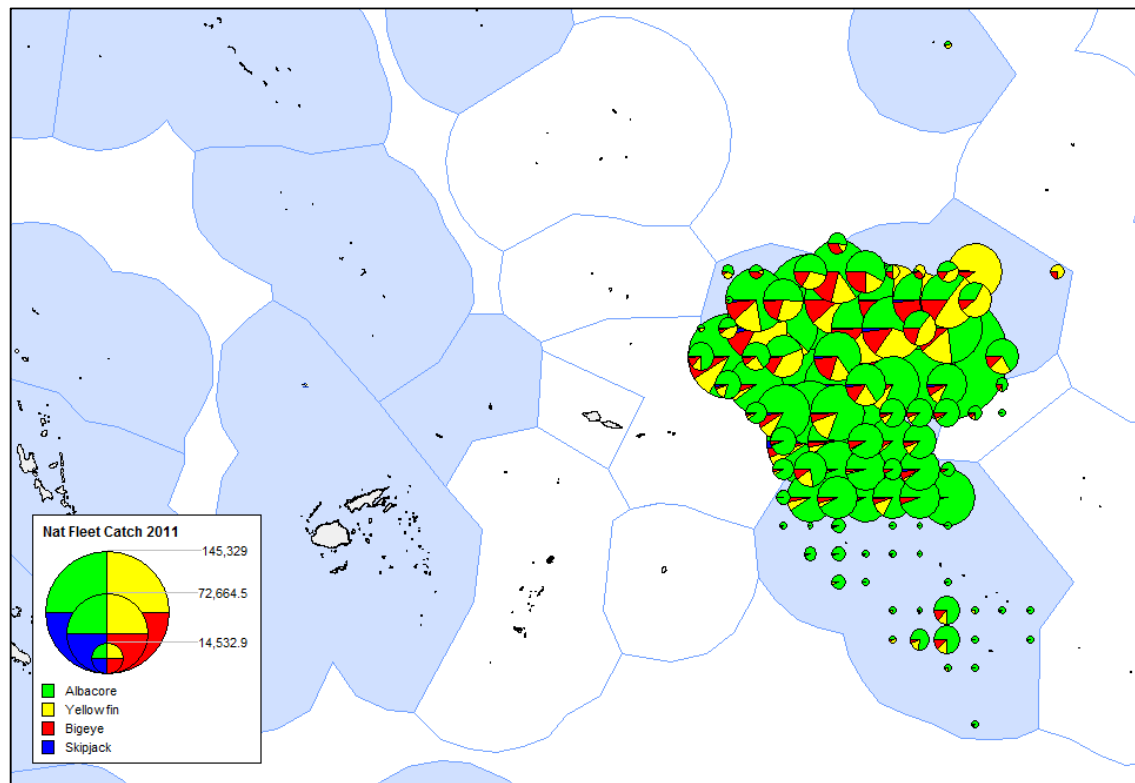 Nat Fleet Catch 2011
145,329
72,664.5
14,532.9
Albacore
Yellowfin
Bigeye
Skipjack